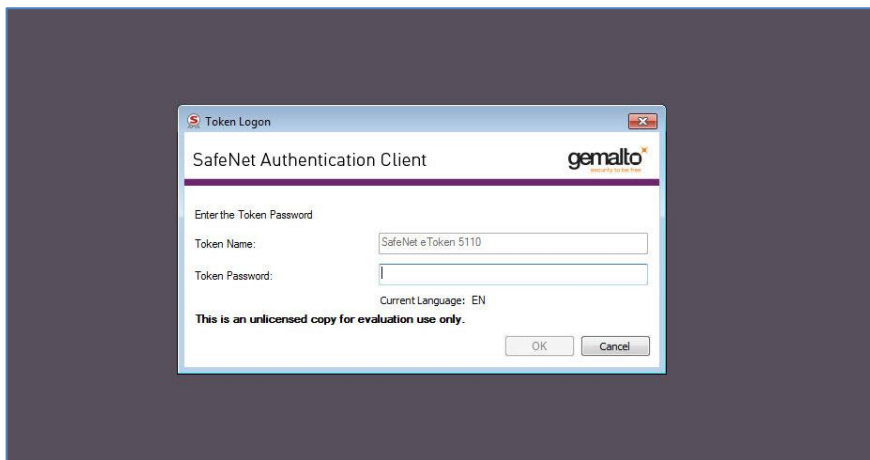 Token Logon
SafeNet Authentication Client
gemalto
security to be free
Enter the Token Password
Token Name: SafeNet eToken 5110
Token Password:
Current Language: EN
This is an unlicensed copy for evaluation use only.
OK Cancel